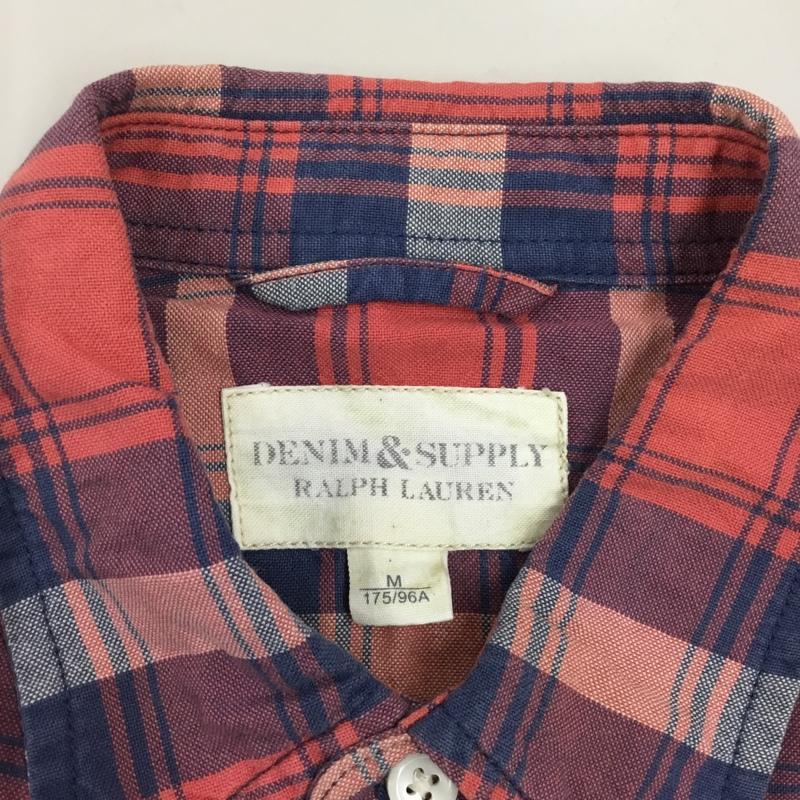 DENIM & SUPPLY
RALPH LAUREN
M
175/96A